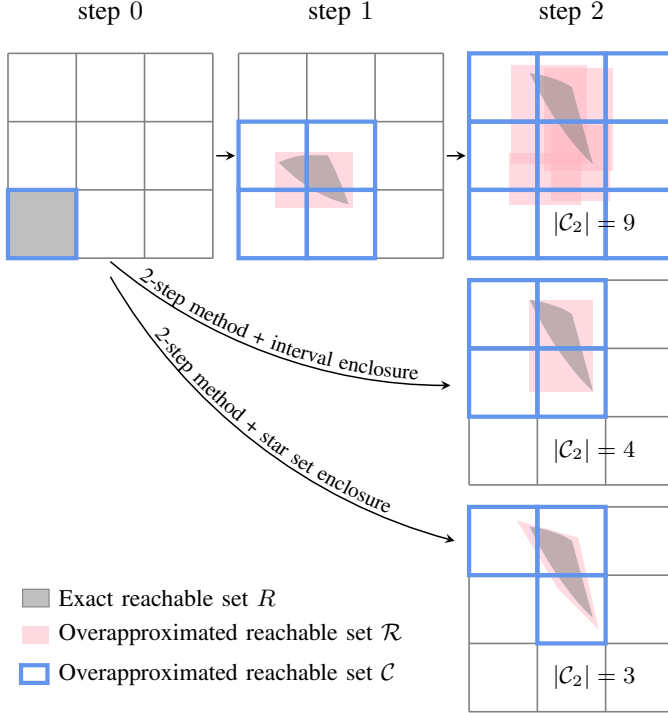 step 0
step 1
step 2
|𝒞₂| = 9
2-step method + interval enclosure
2-step method + star set enclosure
|𝒞₂| = 4
Exact reachable set R
Overapproximated reachable set ℛ
Overapproximated reachable set 𝒞
|𝒞₂| = 3